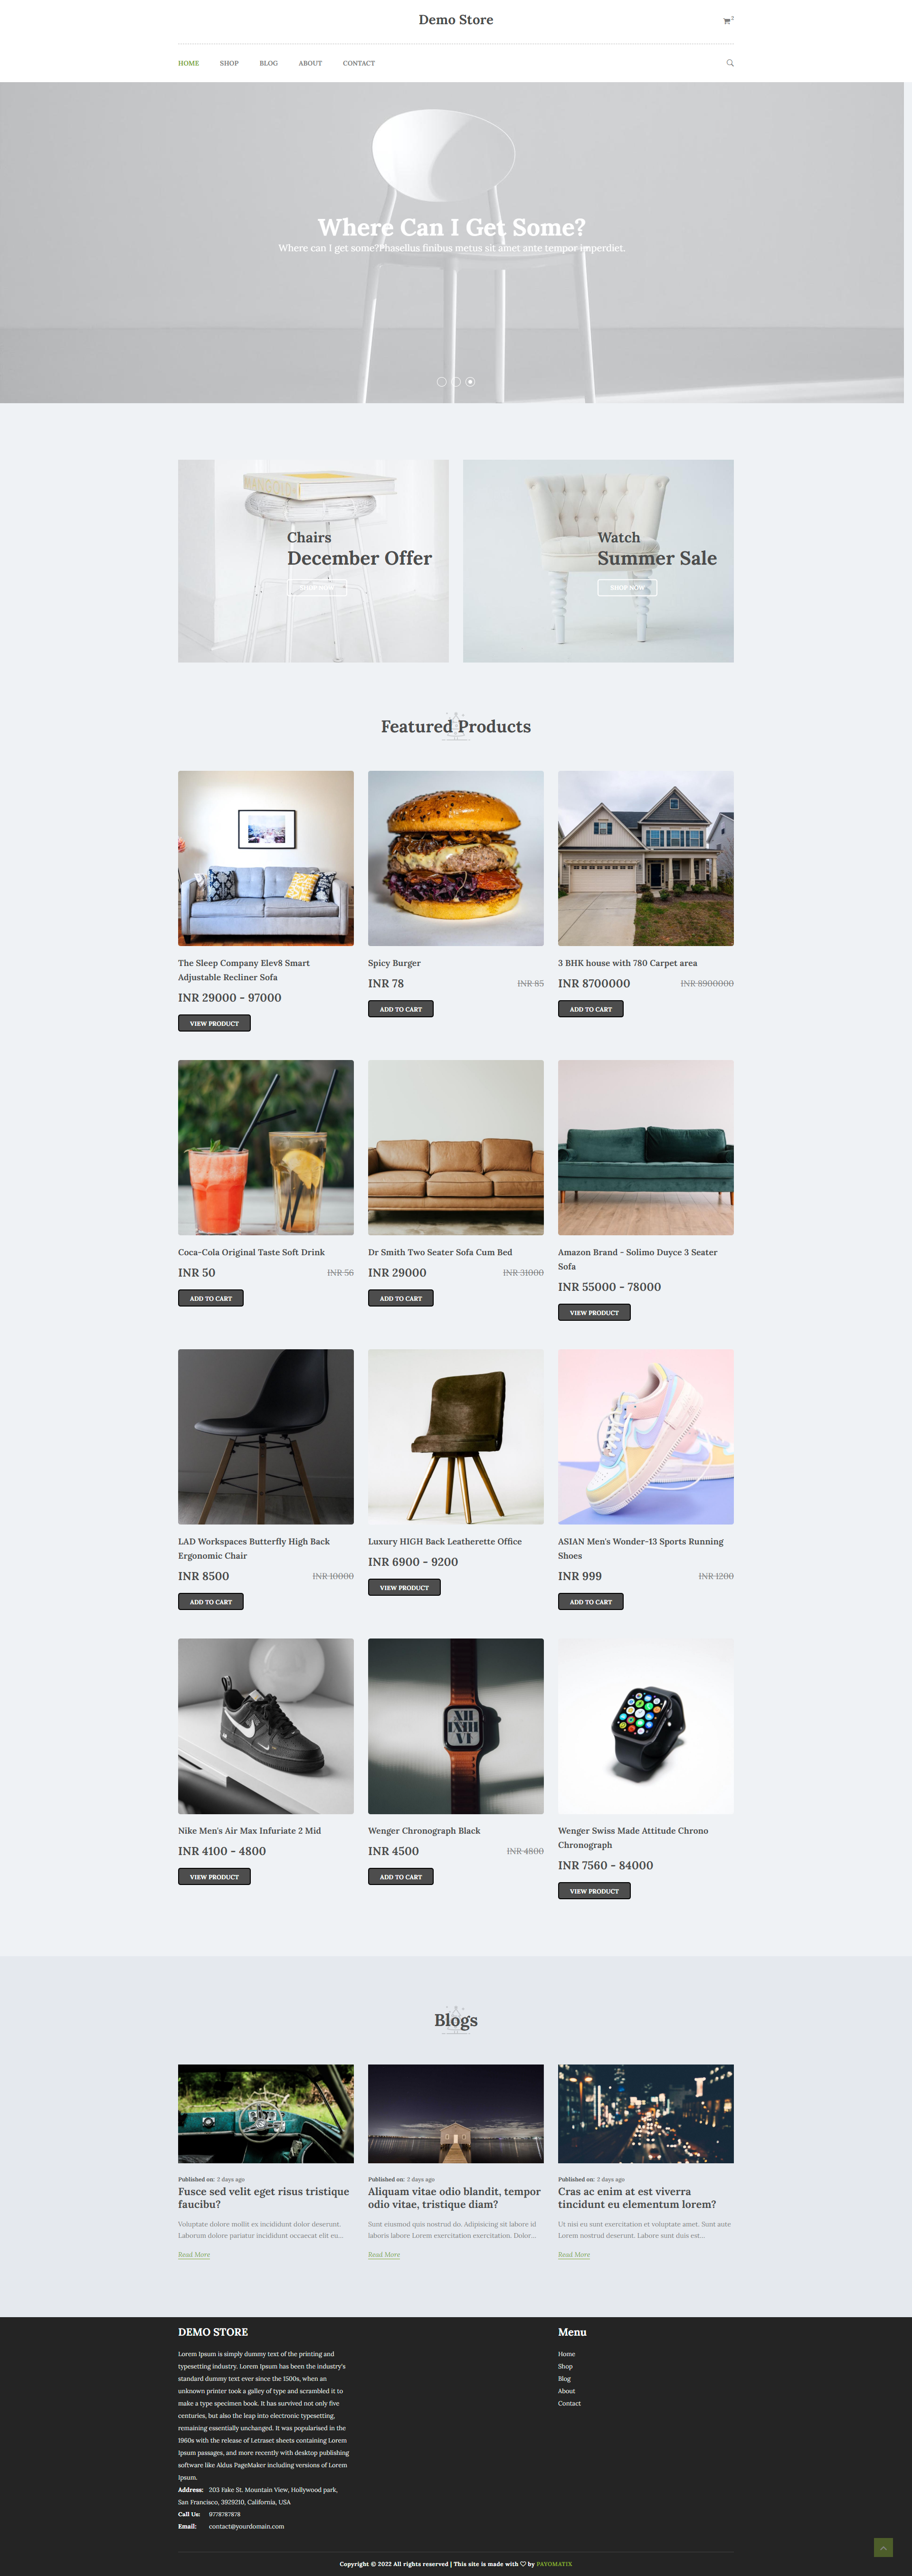 Demo Store
2
HOME SHOP BLOG ABOUT CONTACT
Where Can I Get Some?
Where can I get some?Phasellus finibus metus sit amet ante tempor imperdiet.
Chairs
December Offer
SHOP NOW
Watch
Summer Sale
SHOP NOW
Featured Products
The Sleep Company Elev8 Smart
Adjustable Recliner Sofa
INR 29000 - 97000
VIEW PRODUCT
Spicy Burger
INR 78 INR 85
ADD TO CART
3 BHK house with 780 Carpet area
INR 8700000 INR 8900000
ADD TO CART
Coca-Cola Original Taste Soft Drink
INR 50 INR 56
ADD TO CART
Dr Smith Two Seater Sofa Cum Bed
INR 29000 INR 31000
ADD TO CART
Amazon Brand - Solimo Duyce 3 Seater
Sofa
INR 55000 - 78000
VIEW PRODUCT
LAD Workspaces Butterfly High Back
Ergonomic Chair
INR 8500 INR 10000
ADD TO CART
Luxury HIGH Back Leatherette Office
INR 6900 - 9200
VIEW PRODUCT
ASIAN Men's Wonder-13 Sports Running
Shoes
INR 999 INR 1200
ADD TO CART
Nike Men's Air Max Infuriate 2 Mid
INR 4100 - 4800
VIEW PRODUCT
Wenger Chronograph Black
INR 4500 INR 4800
ADD TO CART
Wenger Swiss Made Attitude Chrono
Chronograph
INR 7560 - 84000
VIEW PRODUCT
Blogs
Published on: 2 days ago
Fusce sed velit eget risus tristique
faucibu?
Voluptate dolore mollit ex incididunt dolor deserunt.
Laborum dolore pariatur incididunt occaecat elit eu...
Read More
Published on: 2 days ago
Aliquam vitae odio blandit, tempor
odio vitae, tristique diam?
Sunt eiusmod quis nostrud do. Adipisicing sit labore id
laboris labore Lorem exercitation exercitation. Dolor...
Read More
Published on: 2 days ago
Cras ac enim at est viverra
tincidunt eu elementum lorem?
Ut nisi eu sunt exercitation et voluptate amet. Sunt aute
Lorem nostrud deserunt. Labore sunt duis est...
Read More
DEMO STORE
Lorem Ipsum is simply dummy text of the printing and
typesetting industry. Lorem Ipsum has been the industry's
standard dummy text ever since the 1500s, when an
unknown printer took a galley of type and scrambled it to
make a type specimen book. It has survived not only five
centuries, but also the leap into electronic typesetting,
remaining essentially unchanged. It was popularised in the
1960s with the release of Letraset sheets containing Lorem
Ipsum passages, and more recently with desktop publishing
software like Aldus PageMaker including versions of Lorem
Ipsum.
Address: 203 Fake St. Mountain View, Hollywood park,
San Francisco, 3929210, California, USA
Call Us: 9778787878
Email: contact@yourdomain.com
Menu
Home
Shop
Blog
About
Contact
Copyright © 2022 All rights reserved | This site is made with ♡ by PAYOMATIX